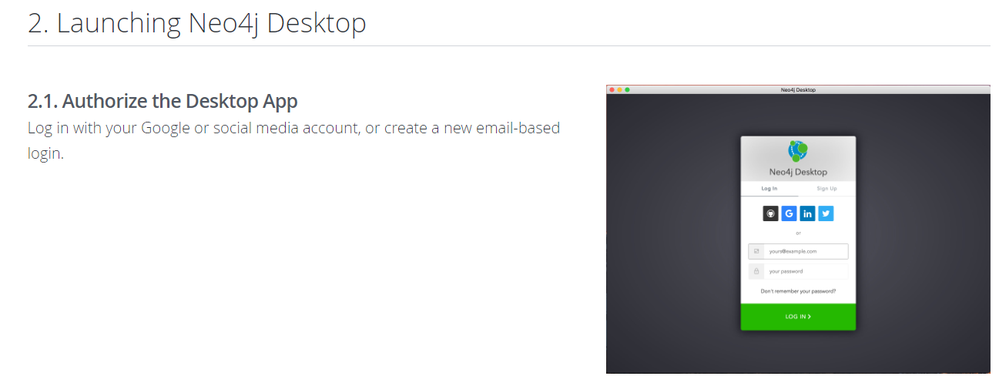 2. Launching Neo4j Desktop
2.1. Authorize the Desktop App
Log in with your Google or social media account, or create a new email-based
login.
Neo4j Desktop
Neo4j Desktop
Log In
Sign Up
G
in
or
yours@example.com
your password
Don't remember your password?
LOG IN >